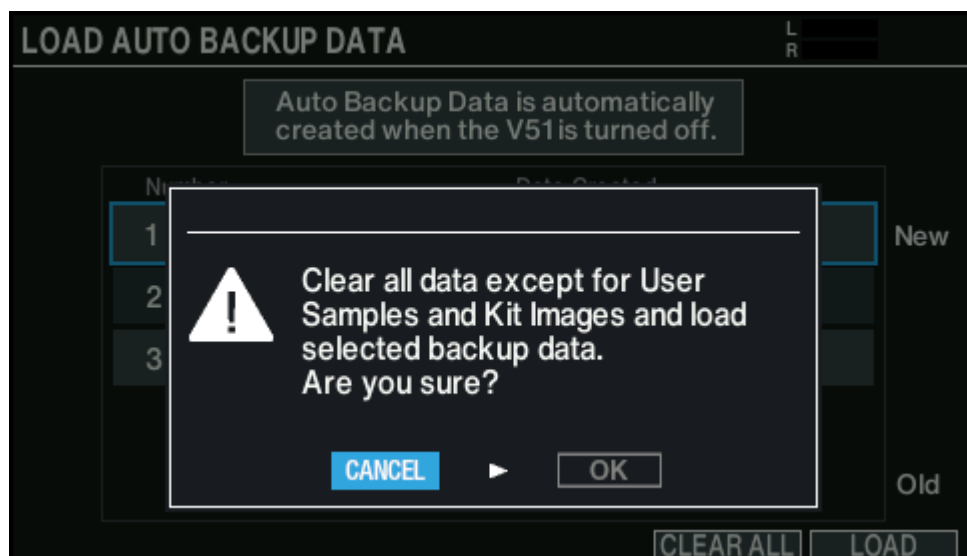 LOAD AUTO BACKUP DATA
L
R
Auto Backup Data is automatically
created when the V51 is turned off.
1
New
2
3
Clear all data except for User
Samples and Kit Images and load
selected backup data.
Are you sure?
CANCEL
OK
Old
CLEAR ALL
LOAD